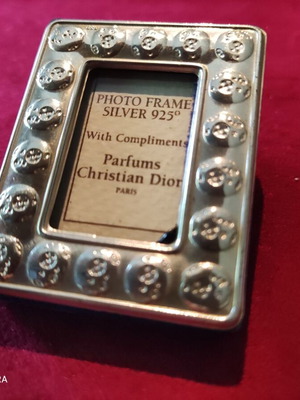 PHOTO FRAME
SILVER 925°
With Compliments
Parfums
Christian Dior
PARIS